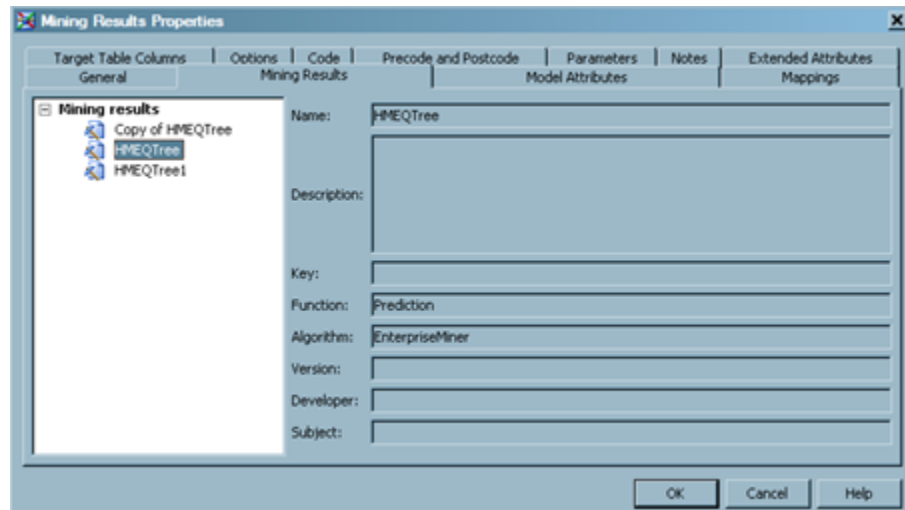 Mining Results Properties
Target Table Columns Options Code Precode and Postcode Parameters Notes Extended Attributes
General Mining Results Model Attributes Mappings
Mining results
Copy of HMEQTree
HMEQTree
HMEQTree1
Name: HMEQTree
Description:
Key:
Function: Prediction
Algorithm: EnterpriseMiner
Version:
Developer:
Subject:
OK Cancel Help